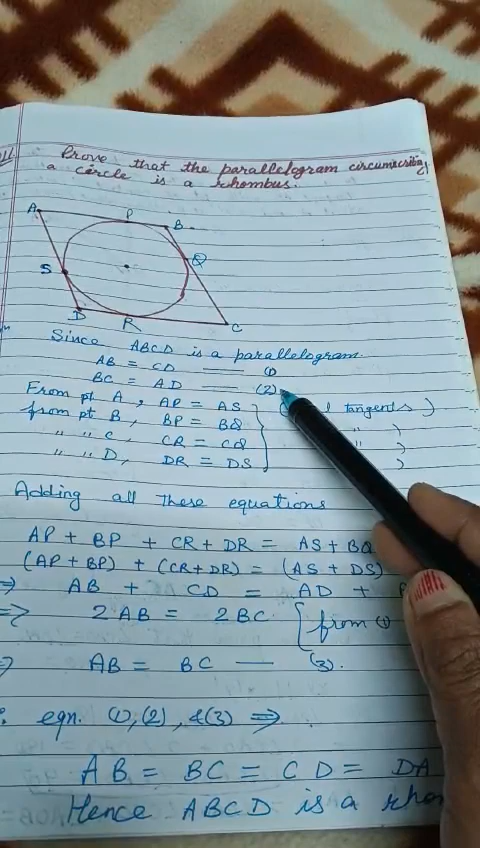 Prove that the parallelogram circumscribing
a circle is a rhombus.
A P B
S Q
D R C
Since ABCD is a parallelogram.
AB = CD — (1)
BC = AD — (2)
From pt A, AP = AS
from pt B, BP = BQ
" " C, CR = CQ
" " D, DR = DS
tangents )
" )
" )
)
Adding all these equations
AP + BP + CR + DR = AS + BQ
(AP + BP) + (CR + DR) = (AS + DS)
⇒ AB + CD = AD +
⇒ 2AB = 2BC [from (1)
⇒ AB = BC — (3).
eqn. (1), (2), &(3) ⇒
AB = BC = CD = DA
Hence ABCD is a